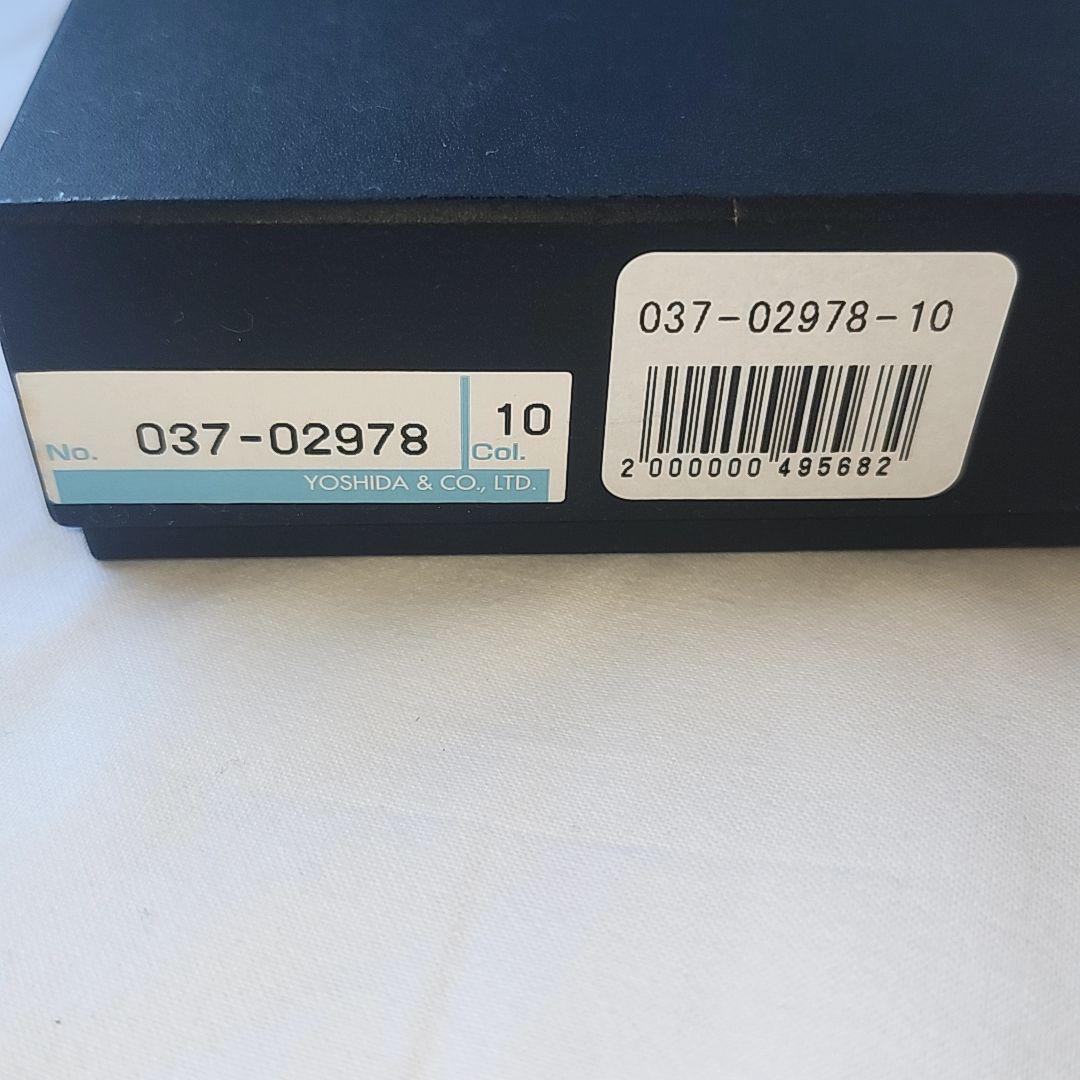 No. 037-02978
Col. 10
YOSHIDA & CO., LTD.
037-02978-10
2 000000 495682